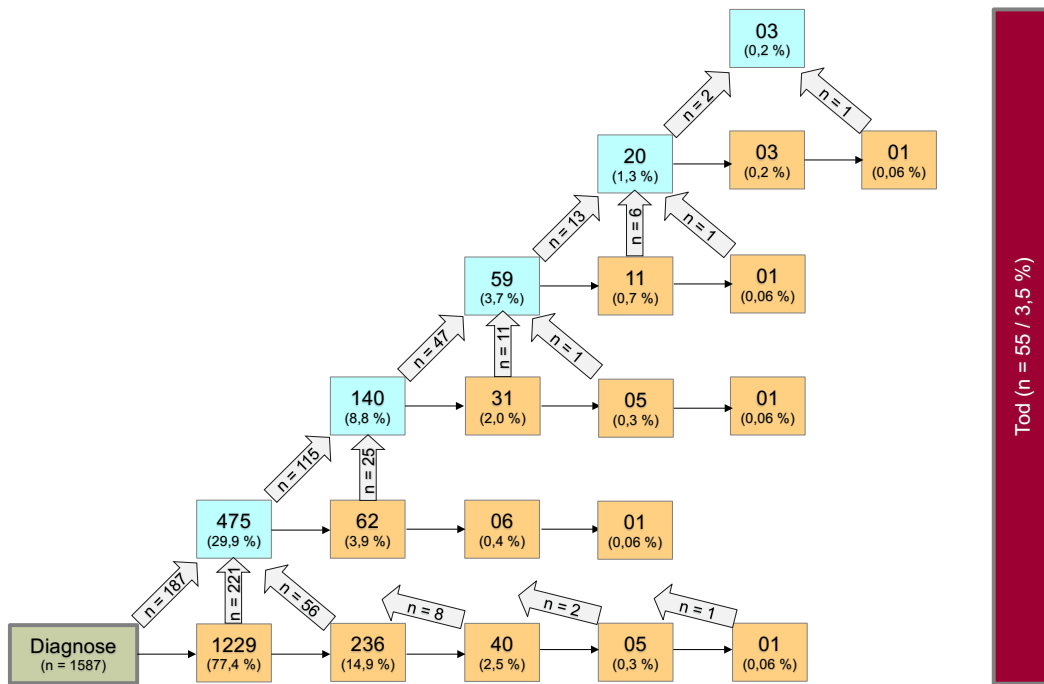 03
(0,2 %)
n = 2
n = 1
20
(1,3 %)
03
(0,2 %)
01
(0,06 %)
n = 13
n = 6
n = 1
59
(3,7 %)
11
(0,7 %)
01
(0,06 %)
n = 47
n = 11
n = 1
140
(8,8 %)
31
(2,0 %)
05
(0,3 %)
01
(0,06 %)
n = 115
n = 25
475
(29,9 %)
62
(3,9 %)
06
(0,4 %)
01
(0,06 %)
n = 187
n = 221
n = 56
n = 8
n = 2
n = 1
Diagnose
(n = 1587)
1229
(77,4 %)
236
(14,9 %)
40
(2,5 %)
05
(0,3 %)
01
(0,06 %)
Tod (n = 55 / 3,5 %)